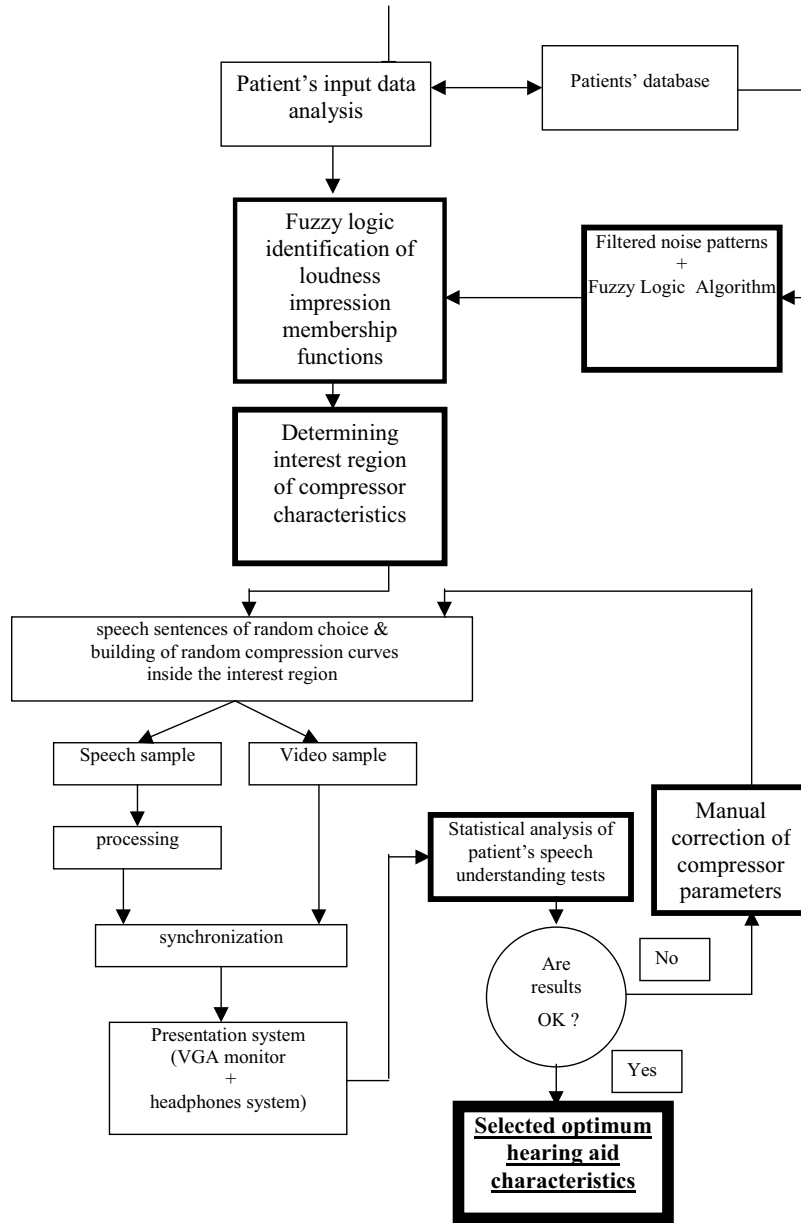 Patient's input data
analysis
Patients' database
Fuzzy logic
identification of
loudness
impression
membership
functions
Filtered noise patterns
+
Fuzzy Logic Algorithm
Determining
interest region
of compressor
characteristics
speech sentences of random choice &
building of random compression curves
inside the interest region
Speech sample
Video sample
processing
synchronization
Presentation system
(VGA monitor
+
headphones system)
Statistical analysis of
patient's speech
understanding tests
Manual
correction of
compressor
parameters
Are
results
OK ?
No
Yes
Selected optimum
hearing aid
characteristics